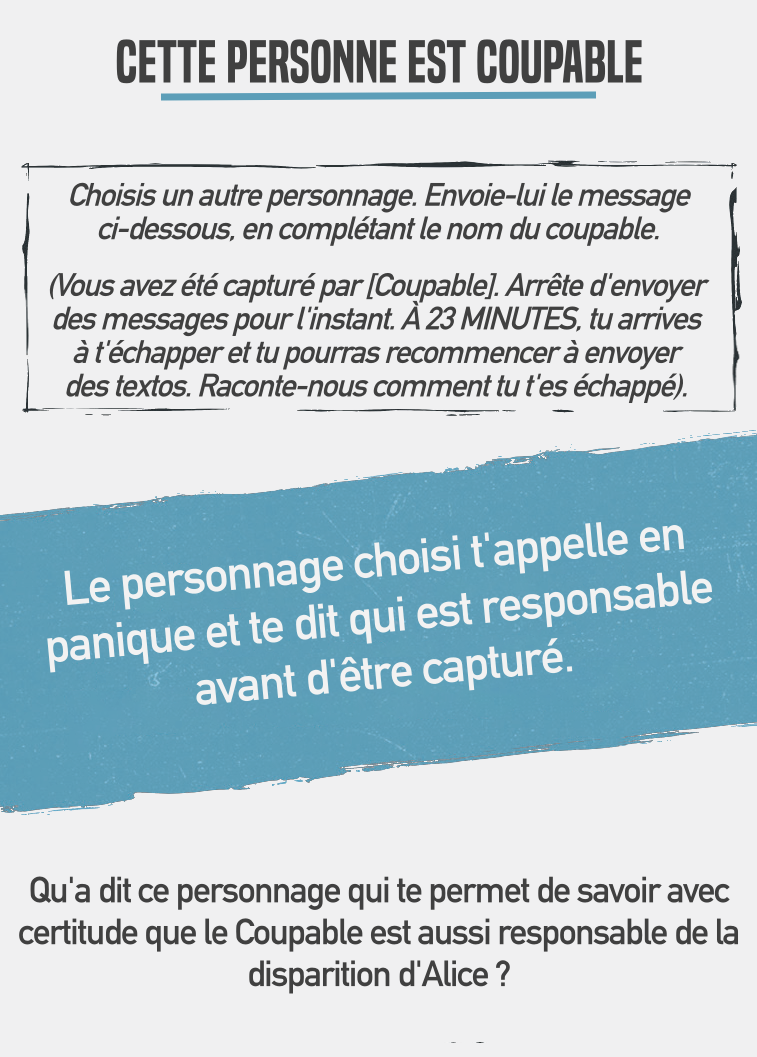 CETTE PERSONNE EST COUPABLE
Choisis un autre personnage. Envoie-lui le message
ci-dessous, en complétant le nom du coupable.
(Vous avez été capturé par [Coupable]. Arrête d'envoyer
des messages pour l'instant. À 23 MINUTES, tu arrives
à t'échapper et tu pourras recommencer à envoyer
des textos. Raconte-nous comment tu t'es échappé).
Le personnage choisi t'appelle en
panique et te dit qui est responsable
avant d'être capturé.
Qu'a dit ce personnage qui te permet de savoir avec
certitude que le Coupable est aussi responsable de la
disparition d'Alice ?